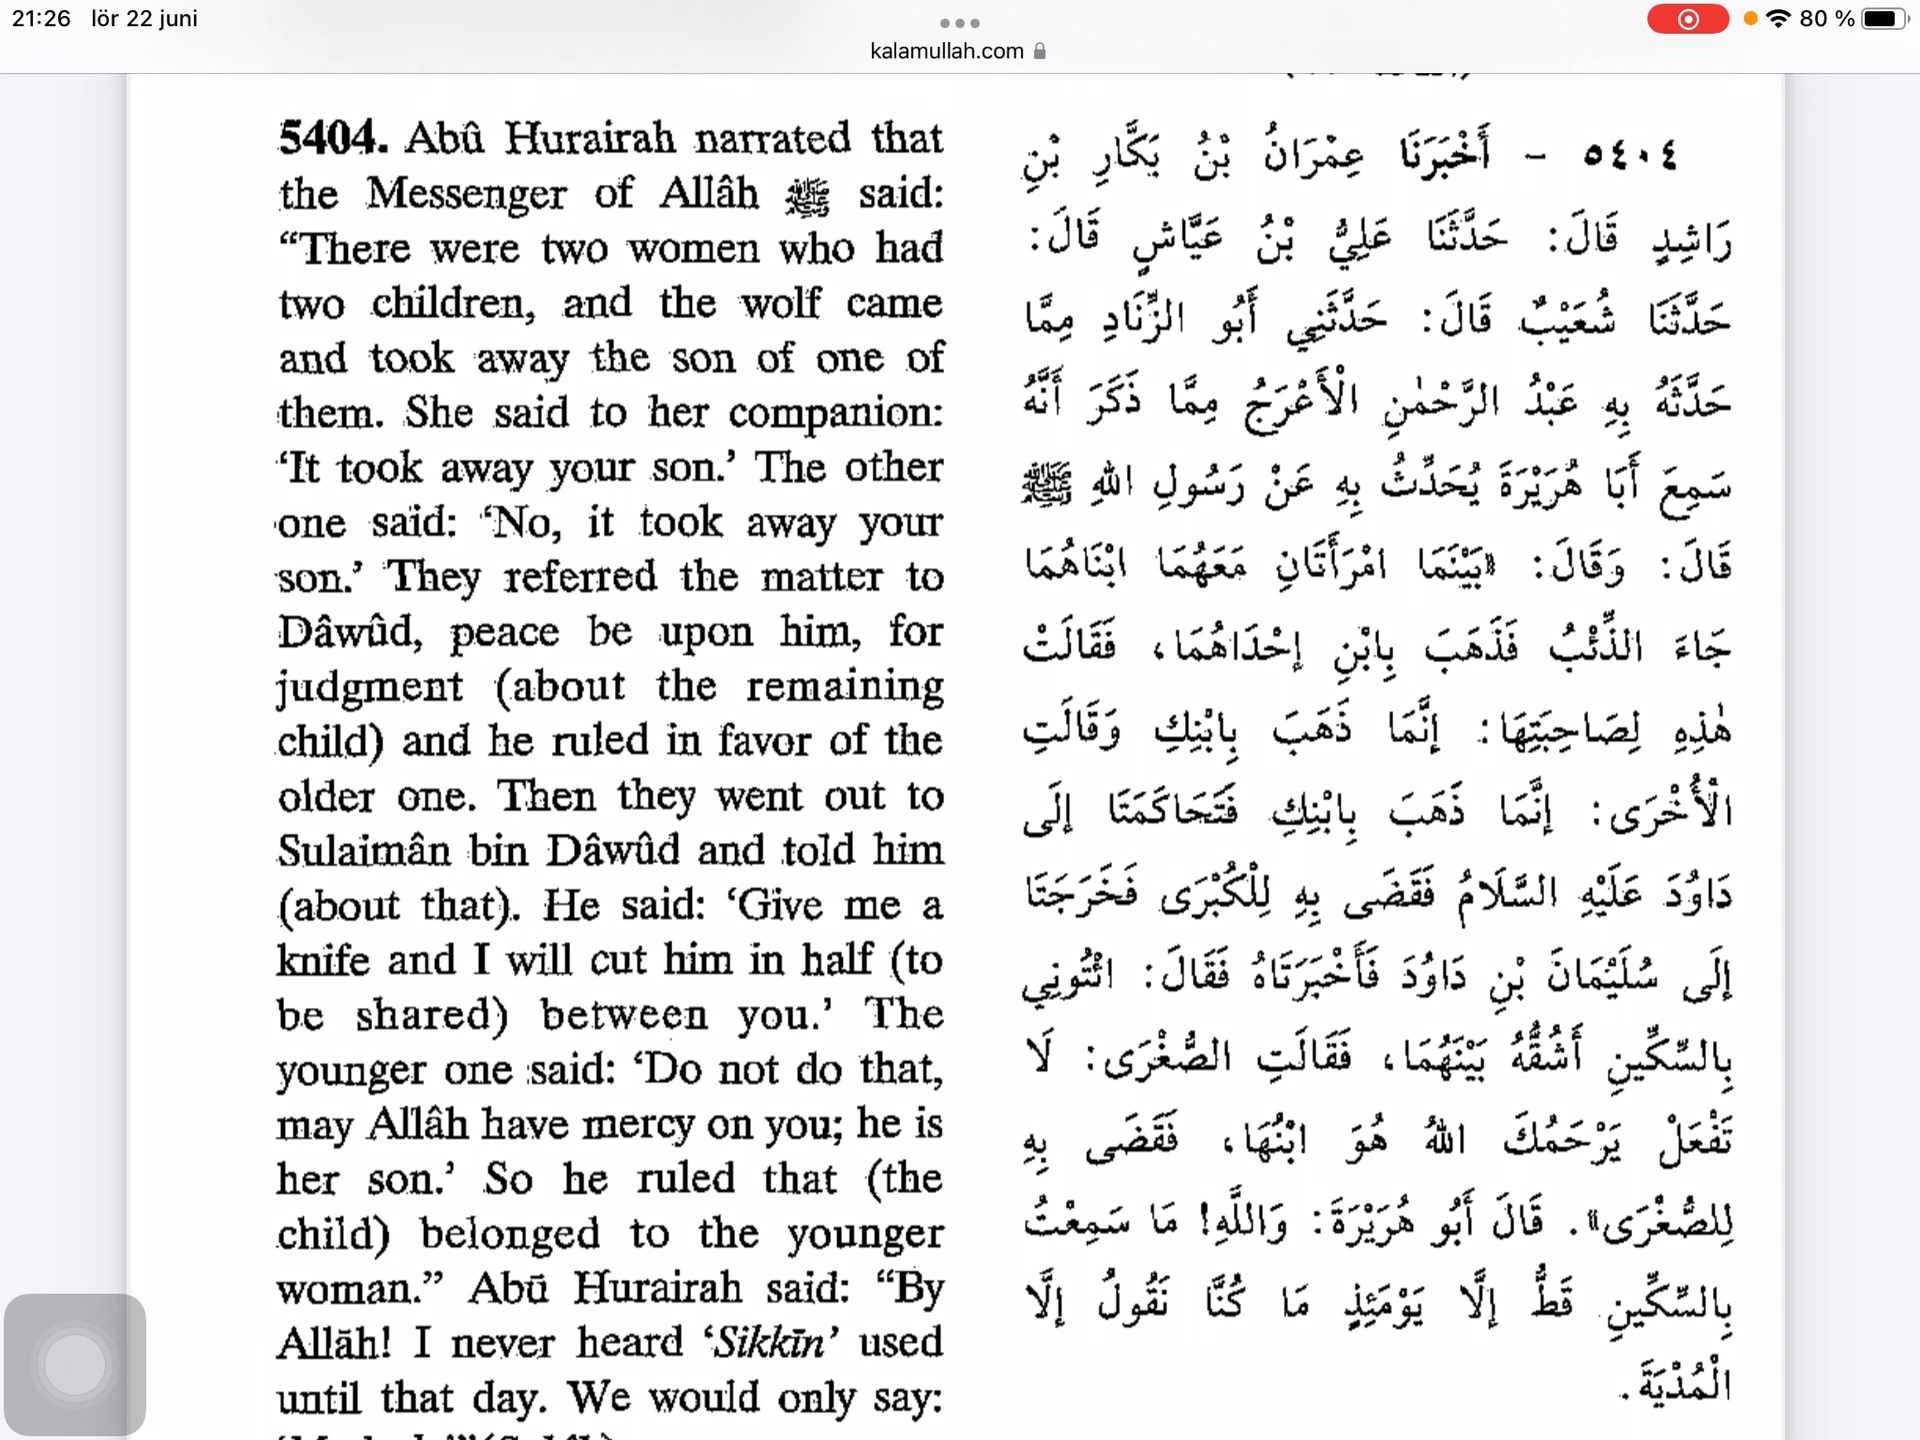 21:26 lör 22 juni
80 %
kalamullah.com
5404. Abû Hurairah narrated that
the Messenger of Allâh ﷺ said:
“There were two women who had
two children, and the wolf came
and took away the son of one of
them. She said to her companion:
‘It took away your son.’ The other
one said: ‘No, it took away your
son.’ They referred the matter to
Dâwûd, peace be upon him, for
judgment (about the remaining
child) and he ruled in favor of the
older one. Then they went out to
Sulaimân bin Dâwûd and told him
(about that). He said: ‘Give me a
knife and I will cut him in half (to
be shared) between you.’ The
younger one said: ‘Do not do that,
may Allâh have mercy on you; he is
her son.’ So he ruled that (the
child) belonged to the younger
woman.” Abū Hurairah said: “By
Allāh! I never heard ‘Sikkīn’ used
until that day. We would only say:
٥٤٠٤ - أَخْبَرَنَا عِمْرَانُ بْنُ بَكَّارِ بْنِ
رَاشِدٍ قَالَ: حَدَّثَنَا عَلِيُّ بْنُ عَيَّاشٍ قَالَ:
حَدَّثَنَا شُعَيْبٌ قَالَ: حَدَّثَنِي أَبُو الزِّنَادِ مِمَّا
حَدَّثَهُ بِهِ عَبْدُ الرَّحْمٰنِ الْأَعْرَجُ مِمَّا ذَكَرَ أَنَّهُ
سَمِعَ أَبَا هُرَيْرَةَ يُحَدِّثُ بِهِ عَنْ رَسُولِ اللهِ ﷺ
قَالَ: وَقَالَ: «بَيْنَمَا امْرَأَتَانِ مَعَهُمَا ابْنَاهُمَا
جَاءَ الذِّئْبُ فَذَهَبَ بِابْنِ إِحْدَاهُمَا، فَقَالَتْ
هٰذِهِ لِصَاحِبَتِهَا: إِنَّمَا ذَهَبَ بِابْنِكِ وَقَالَتِ
الْأُخْرَى: إِنَّمَا ذَهَبَ بِابْنِكِ فَتَحَاكَمَتَا إِلَى
دَاوُدَ عَلَيْهِ السَّلَامُ فَقَضَى بِهِ لِلْكُبْرَى فَخَرَجَتَا
إِلَى سُلَيْمَانَ بْنِ دَاوُدَ فَأَخْبَرَتَاهُ فَقَالَ: ائْتُونِي
بِالسِّكِّينِ أَشُقُّهُ بَيْنَهُمَا، فَقَالَتِ الصُّغْرَى: لَا
تَفْعَلْ يَرْحَمُكَ اللهُ هُوَ ابْنُهَا، فَقَضَى بِهِ
لِلصُّغْرَى». قَالَ أَبُو هُرَيْرَةَ: وَاللَّهِ! مَا سَمِعْتُ
بِالسِّكِّينِ قَطُّ إِلَّا يَوْمَئِذٍ مَا كُنَّا نَقُولُ إِلَّا
الْمُدْيَةَ.